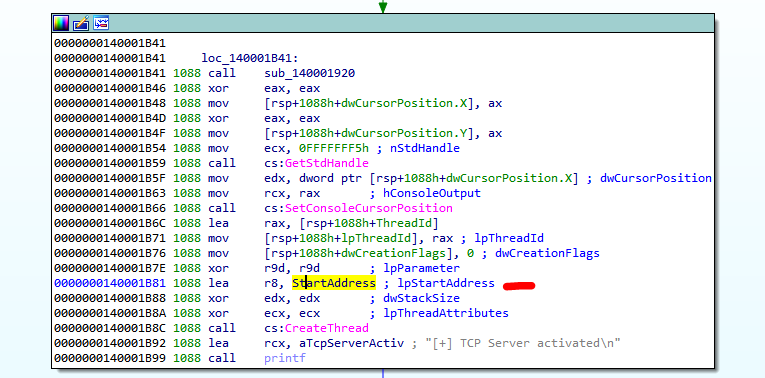 0000000140001B41
0000000140001B41 loc_140001B41:
0000000140001B41 1088 call sub_140001920
0000000140001B46 1088 xor eax, eax
0000000140001B48 1088 mov [rsp+1088h+dwCursorPosition.X], ax
0000000140001B4D 1088 xor eax, eax
0000000140001B4F 1088 mov [rsp+1088h+dwCursorPosition.Y], ax
0000000140001B54 1088 mov ecx, 0FFFFFFF5h ; nStdHandle
0000000140001B59 1088 call cs:GetStdHandle
0000000140001B5F 1088 mov edx, dword ptr [rsp+1088h+dwCursorPosition.X] ; dwCursorPosition
0000000140001B63 1088 mov rcx, rax ; hConsoleOutput
0000000140001B66 1088 call cs:SetConsoleCursorPosition
0000000140001B6C 1088 lea rax, [rsp+1088h+ThreadId]
0000000140001B71 1088 mov [rsp+1088h+lpThreadId], rax ; lpThreadId
0000000140001B76 1088 mov [rsp+1088h+dwCreationFlags], 0 ; dwCreationFlags
0000000140001B7E 1088 xor r9d, r9d ; lpParameter
0000000140001B81 1088 lea r8, StartAddress ; lpStartAddress
0000000140001B88 1088 xor edx, edx ; dwStackSize
0000000140001B8A 1088 xor ecx, ecx ; lpThreadAttributes
0000000140001B8C 1088 call cs:CreateThread
0000000140001B92 1088 lea rcx, aTcpServerActiv ; "[+] TCP Server activated\n"
0000000140001B99 1088 call printf